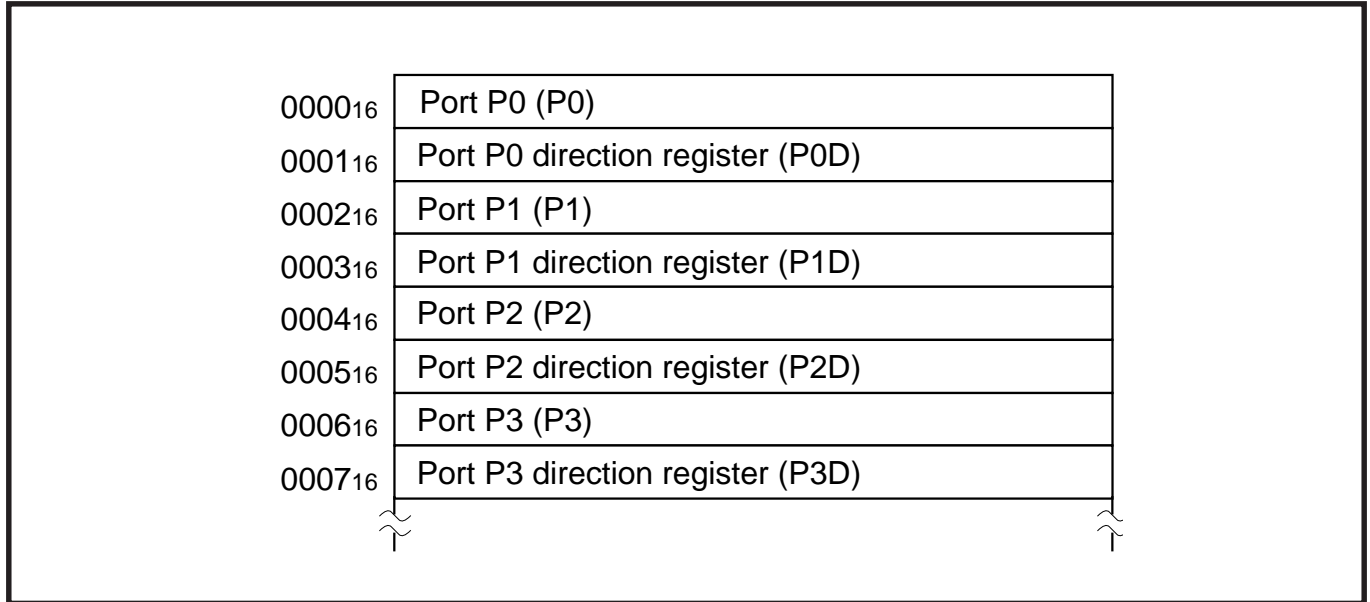 000016 Port P0 (P0)
000116 Port P0 direction register (P0D)
000216 Port P1 (P1)
000316 Port P1 direction register (P1D)
000416 Port P2 (P2)
000516 Port P2 direction register (P2D)
000616 Port P3 (P3)
000716 Port P3 direction register (P3D)